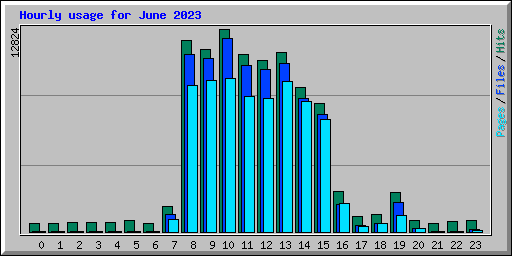 Hourly usage for June 2023
12824
Pages / Files / Hits
0 1 2 3 4 5 6 7 8 9 10 11 12 13 14 15 16 17 18 19 20 21 22 23